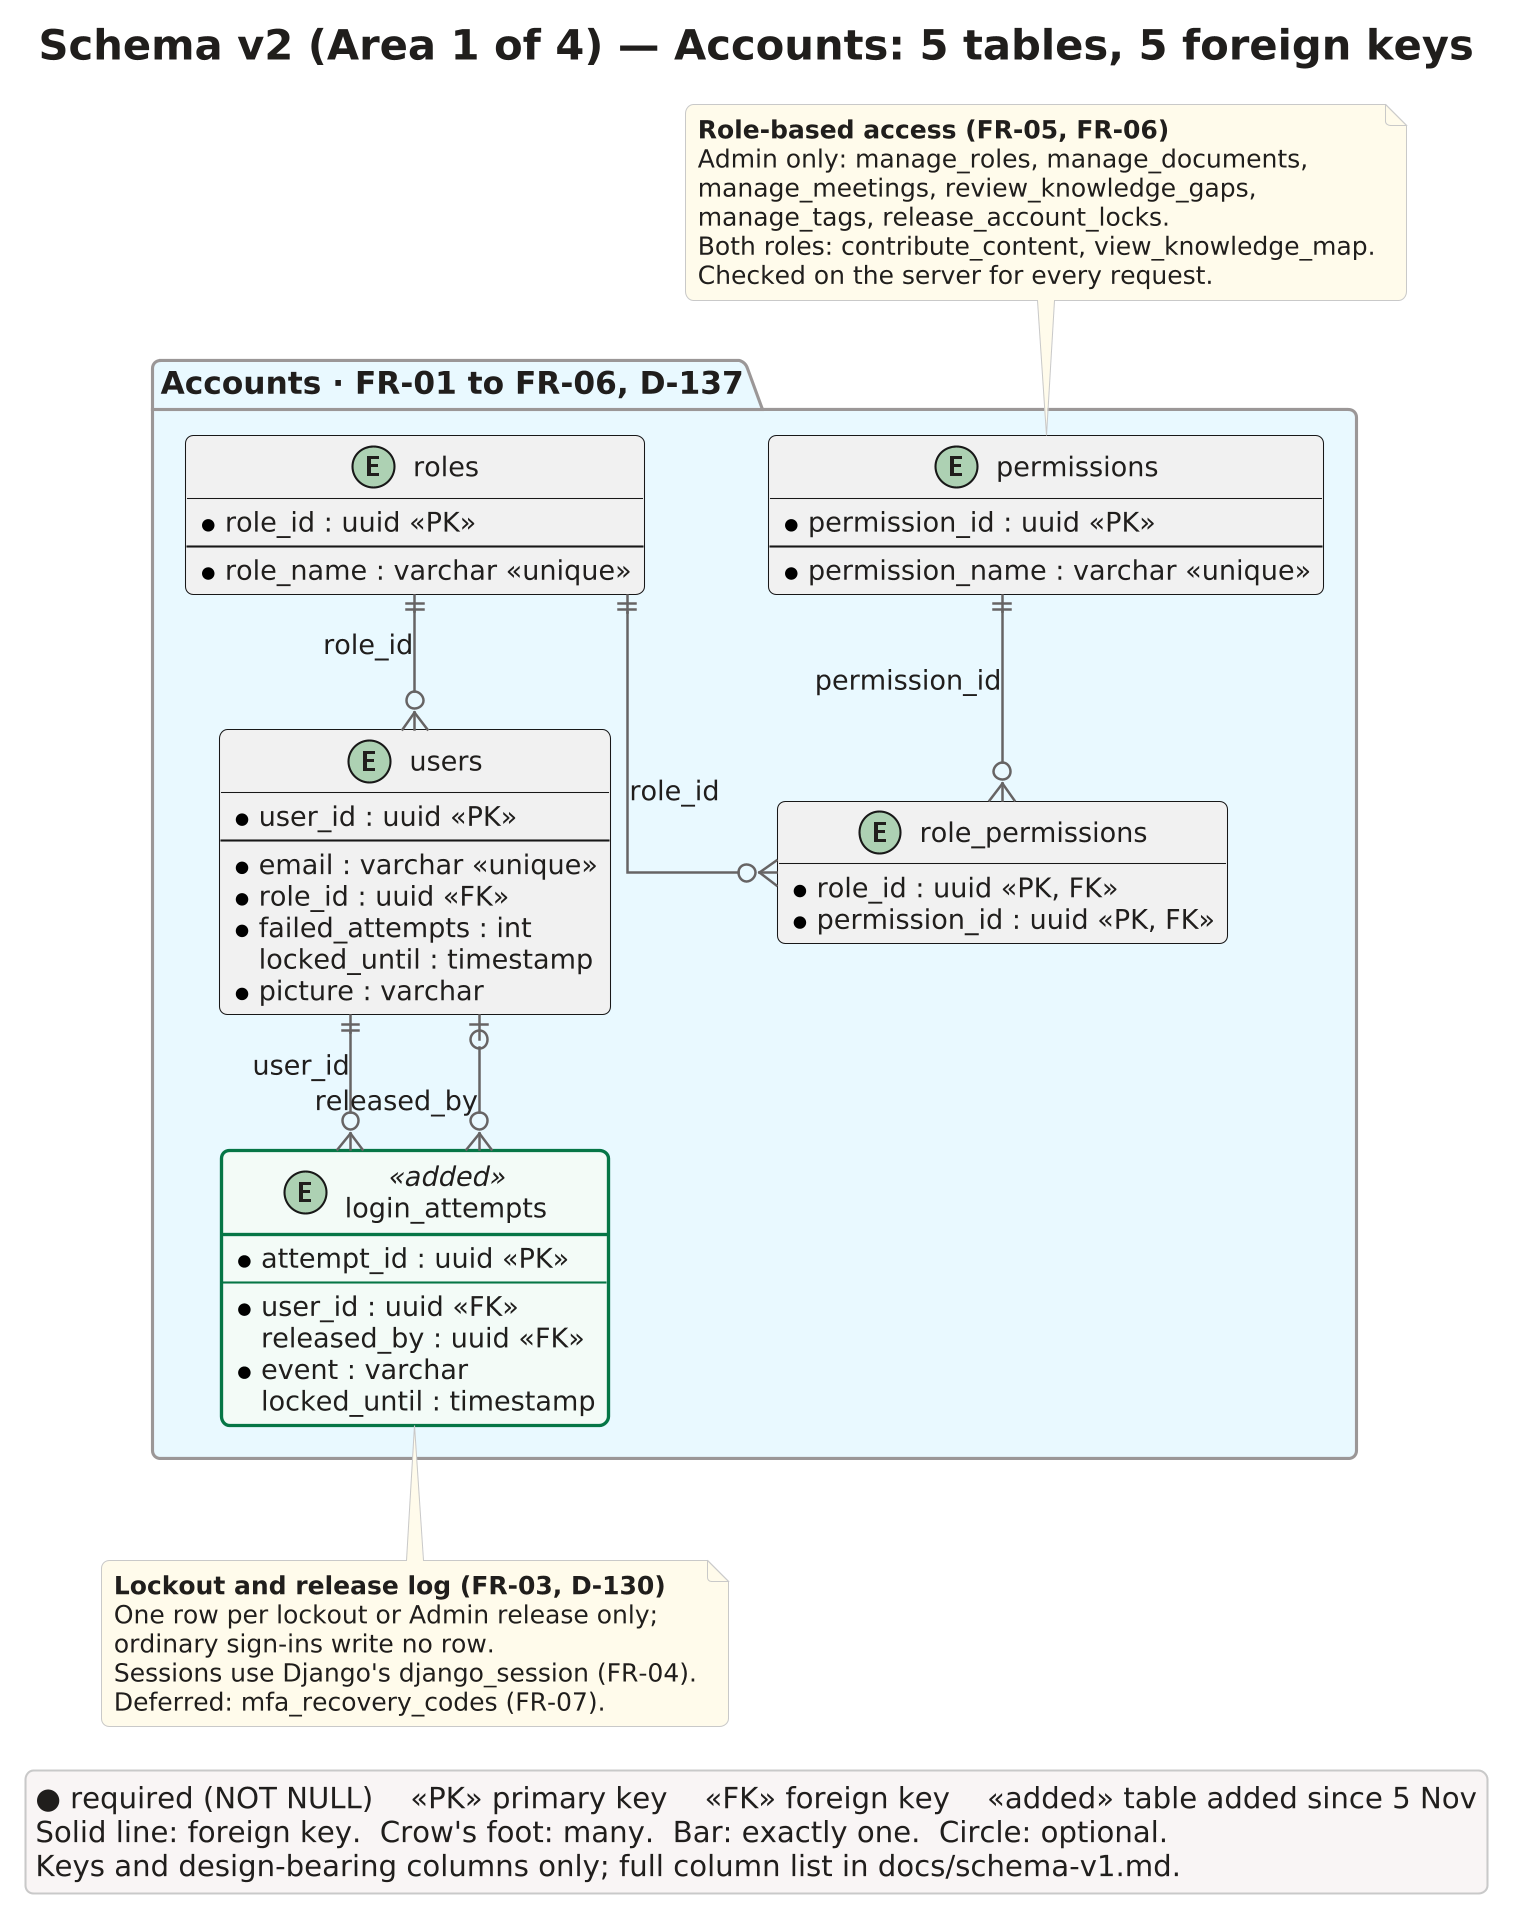 Schema v2 (Area 1 of 4) — Accounts: 5 tables, 5 foreign keys
Role-based access (FR-05, FR-06)
Admin only: manage_roles, manage_documents,
manage_meetings, review_knowledge_gaps,
manage_tags, release_account_locks.
Both roles: contribute_content, view_knowledge_map.
Checked on the server for every request.
Accounts · FR-01 to FR-06, D-137
E roles
● role_id : uuid «PK»
● role_name : varchar «unique»
E permissions
● permission_id : uuid «PK»
● permission_name : varchar «unique»
role_id
permission_id
role_id
E users
● user_id : uuid «PK»
● email : varchar «unique»
● role_id : uuid «FK»
● failed_attempts : int
locked_until : timestamp
● picture : varchar
E role_permissions
● role_id : uuid «PK, FK»
● permission_id : uuid «PK, FK»
user_id
released_by
«added»
E login_attempts
● attempt_id : uuid «PK»
● user_id : uuid «FK»
released_by : uuid «FK»
● event : varchar
locked_until : timestamp
Lockout and release log (FR-03, D-130)
One row per lockout or Admin release only;
ordinary sign-ins write no row.
Sessions use Django's django_session (FR-04).
Deferred: mfa_recovery_codes (FR-07).
● required (NOT NULL) «PK» primary key «FK» foreign key «added» table added since 5 Nov
Solid line: foreign key. Crow's foot: many. Bar: exactly one. Circle: optional.
Keys and design-bearing columns only; full column list in docs/schema-v1.md.